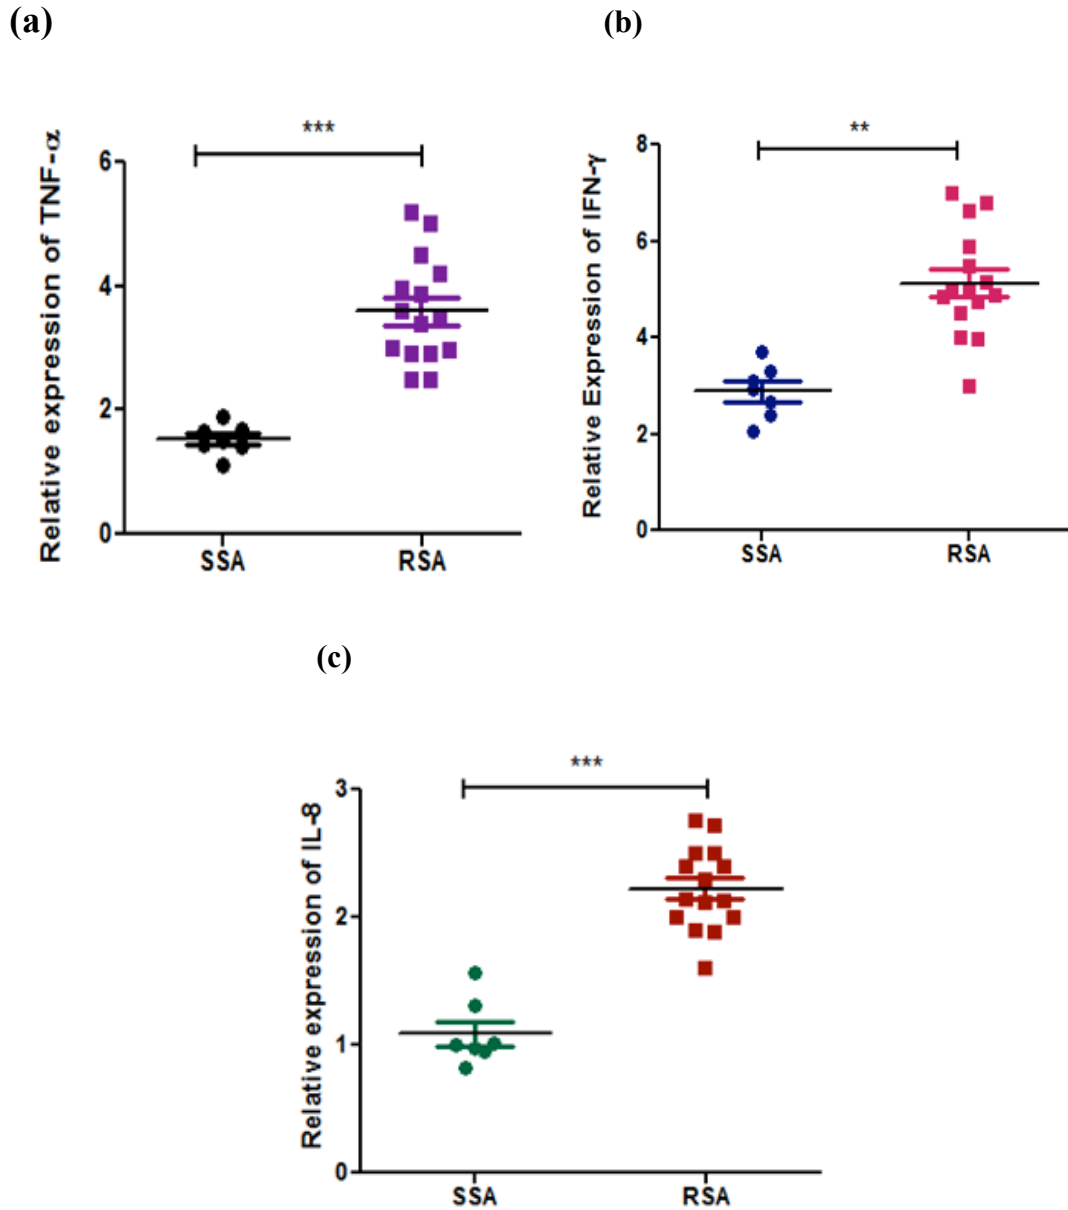 (a)
(b)
***
Relative expression of TNF-α
6
4
2
0
SSA RSA
**
Relative Expression of IFN-γ
8
6
4
2
0
SSA RSA
(c)
***
Relative expression of IL-8
3
2
1
0
SSA RSA